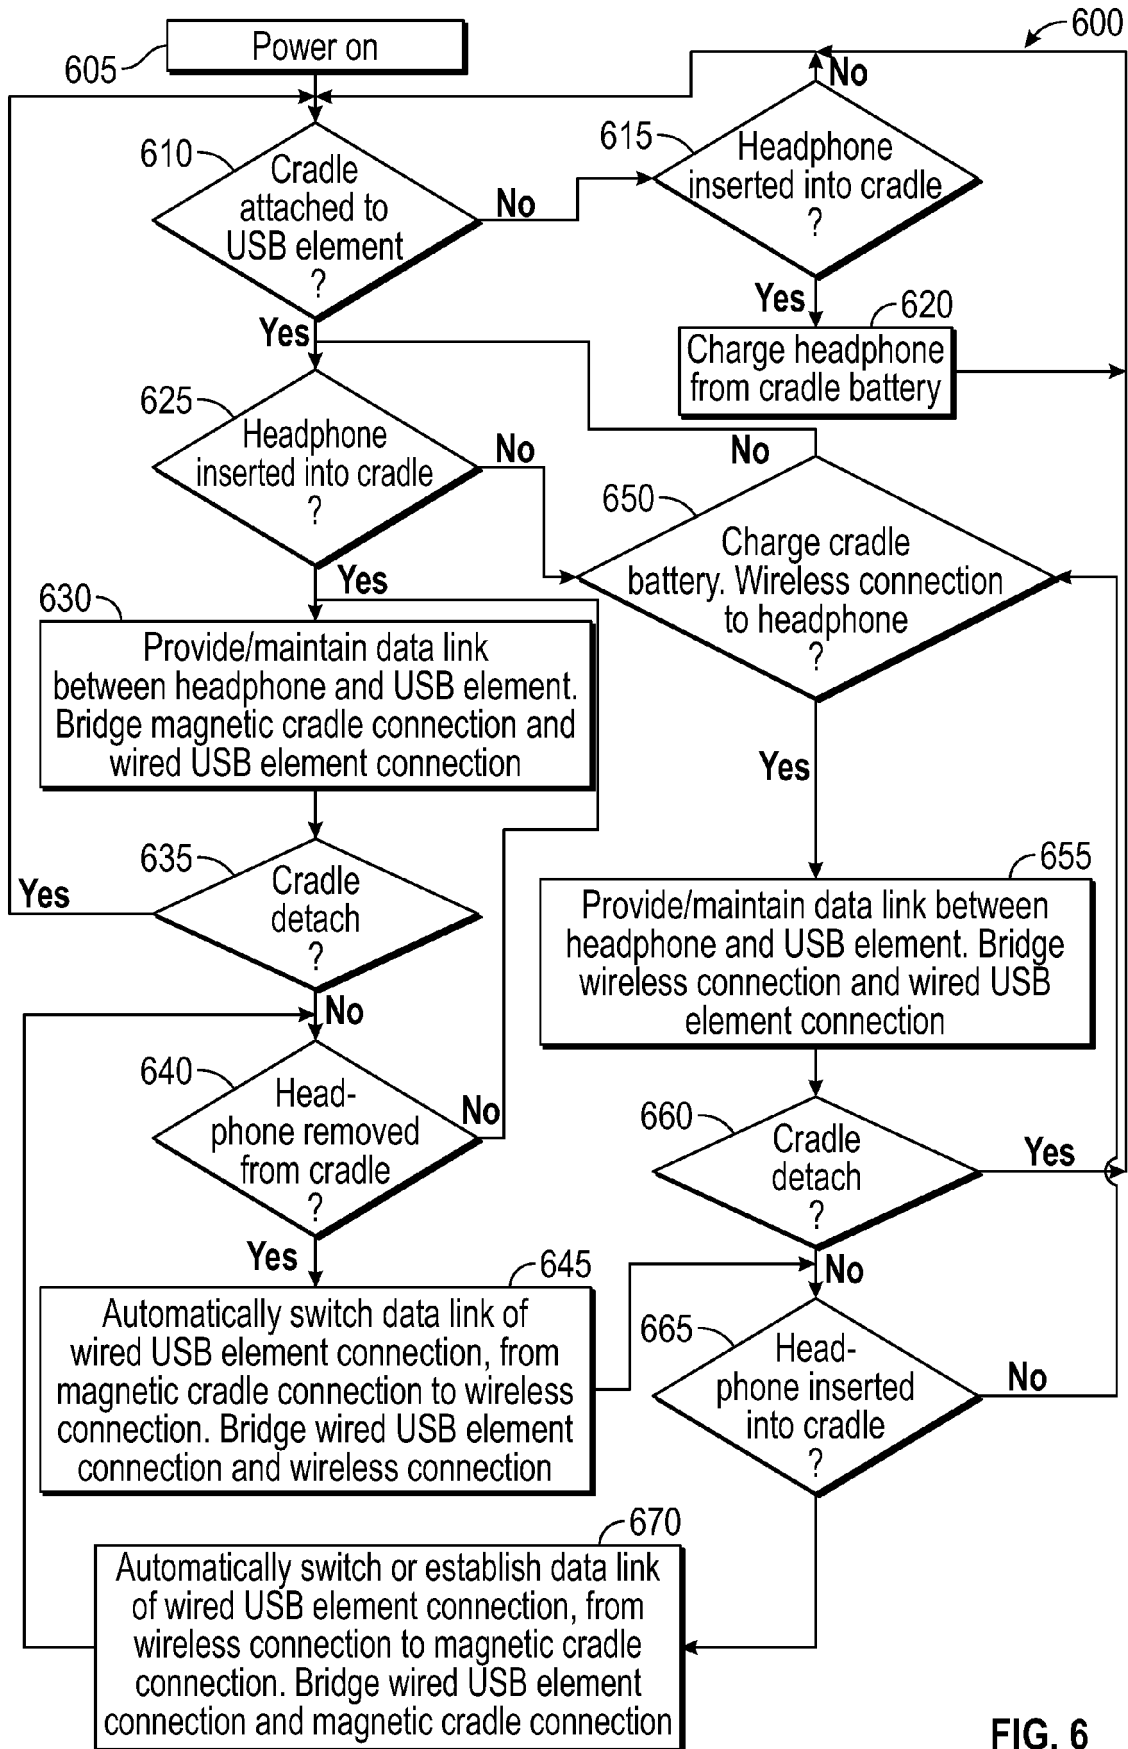 600
605
Power on
610
Cradle
attached to
USB element
?
No
Yes
615
Headphone
inserted into cradle
?
No
Yes
620
Charge headphone
from cradle battery
625
Headphone
inserted into cradle
?
No
Yes
650
Charge cradle
battery. Wireless connection
to headphone
?
No
Yes
630
Provide/maintain data link
between headphone and USB element.
Bridge magnetic cradle connection and
wired USB element connection
635
Cradle
detach
?
Yes
No
655
Provide/maintain data link between
headphone and USB element. Bridge
wireless connection and wired USB
element connection
640
Head-
phone removed
from cradle
?
No
Yes
660
Cradle
detach
?
Yes
No
645
Automatically switch data link of
wired USB element connection, from
magnetic cradle connection to wireless
connection. Bridge wired USB element
connection and wireless connection
665
Head-
phone inserted
into cradle
?
No
670
Automatically switch or establish data link
of wired USB element connection, from
wireless connection to magnetic cradle
connection. Bridge wired USB element
connection and magnetic cradle connection
FIG. 6